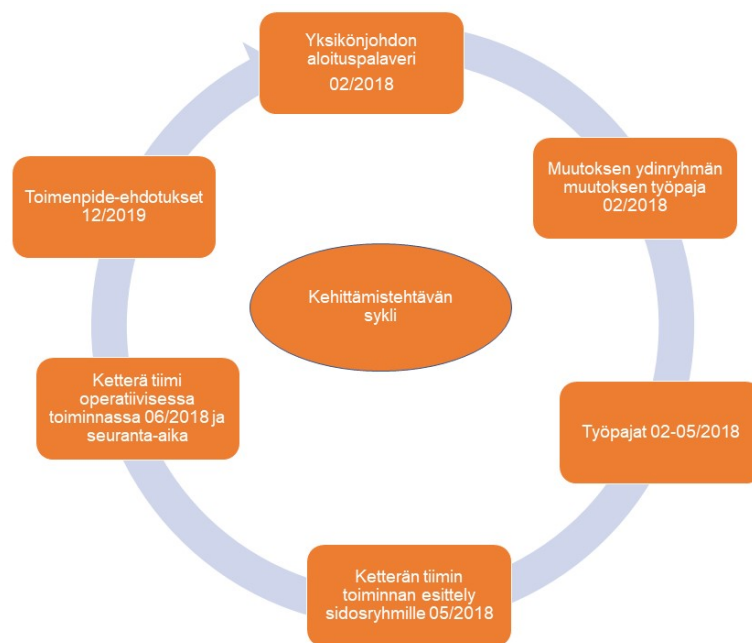 Yksikönjohdon
aloituspalaveri
02/2018
Muutoksen ydinryhmän
muutoksen työpaja
02/2018
Työpajat 02-05/2018
Ketterän tiimin
toiminnan esittely
sidosryhmille 05/2018
Ketterä tiimi
operatiivisessa
toiminnassa 06/2018 ja
seuranta-aika
Toimenpide-ehdotukset
12/2019
Kehittämistehtävän
sykli